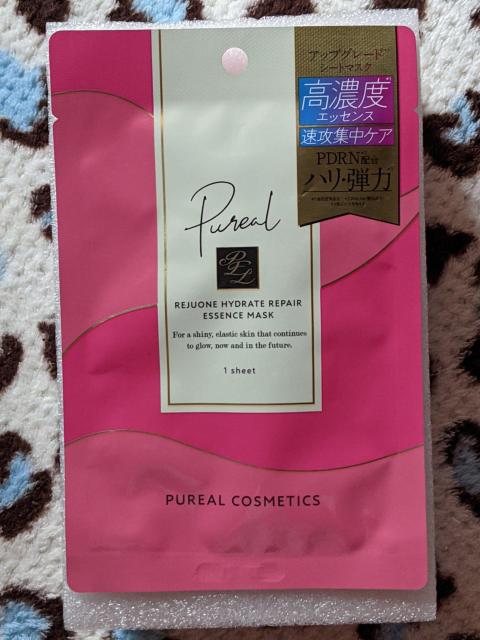 アップグレード
シートマスク
高濃度
エッセンス
速攻集中ケア
PDRN配合
ハリ・弾力
Pureal
PEL
REJUONE HYDRATE REPAIR
ESSENCE MASK
For a shiny, elastic skin that continues
to glow, now and in the future.
1 sheet
PUREAL COSMETICS